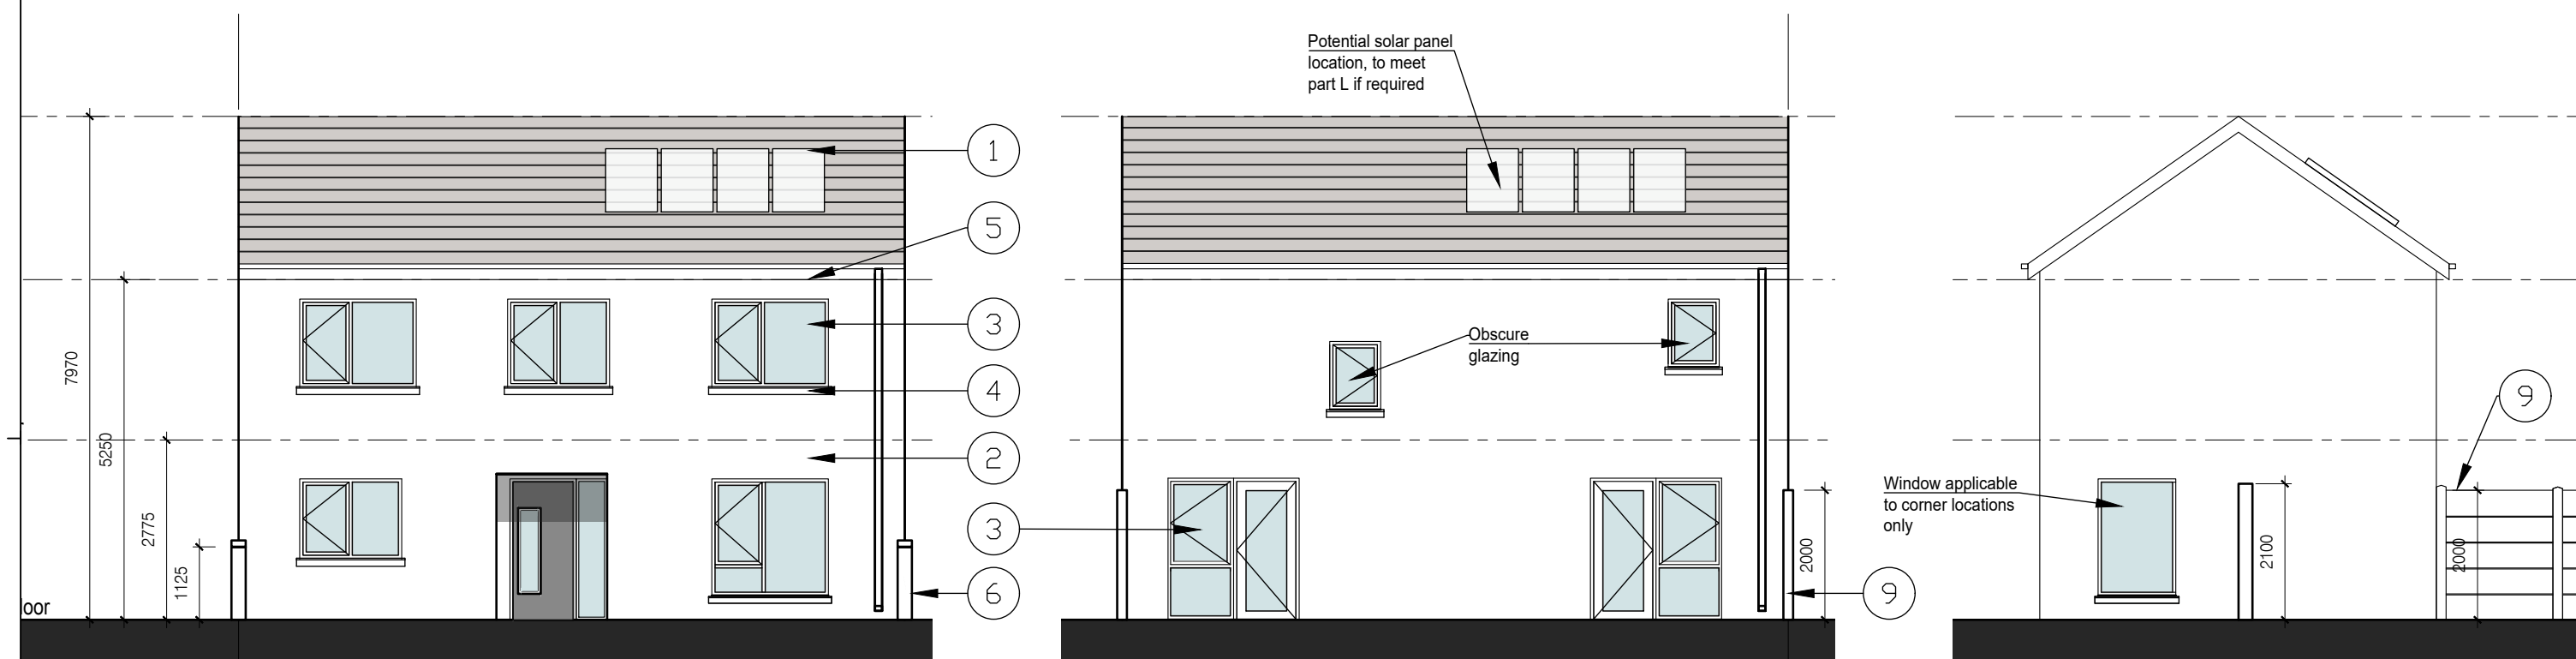 Potential solar panel
location, to meet
part L if required
1
5
3
4
2
3
6
7970
5250
2775
1125
oor
Obscure
glazing
2000
9
Window applicable
to corner locations
only
2100
2000
9